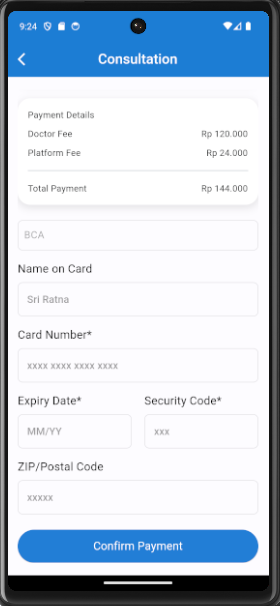 9:24
Consultation
Payment Details
Doctor Fee Rp 120.000
Platform Fee Rp 24.000
Total Payment Rp 144.000
BCA
Name on Card
Sri Ratna
Card Number*
xxxx xxxx xxxx xxxx
Expiry Date* Security Code*
MM/YY xxx
ZIP/Postal Code
xxxxx
Confirm Payment